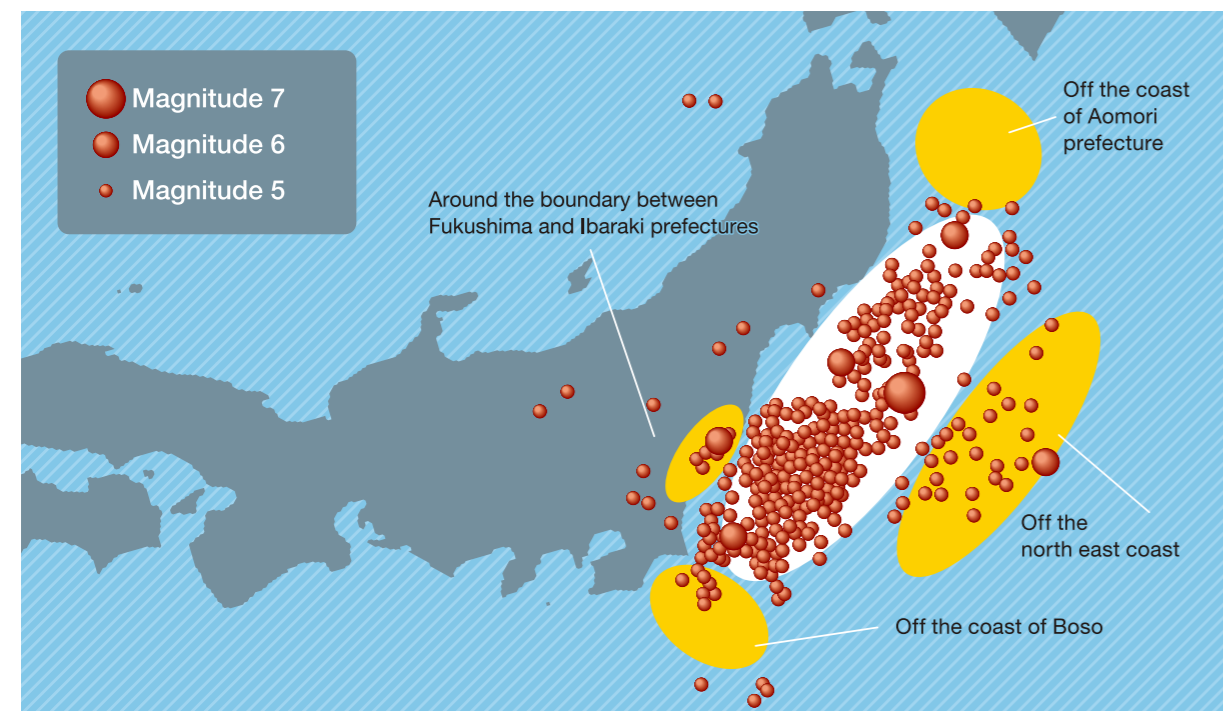 Magnitude 7
Magnitude 6
Magnitude 5
Off the coast
of Aomori
prefecture
Around the boundary between
Fukushima and Ibaraki prefectures
Off the
north east coast
Off the coast of Boso